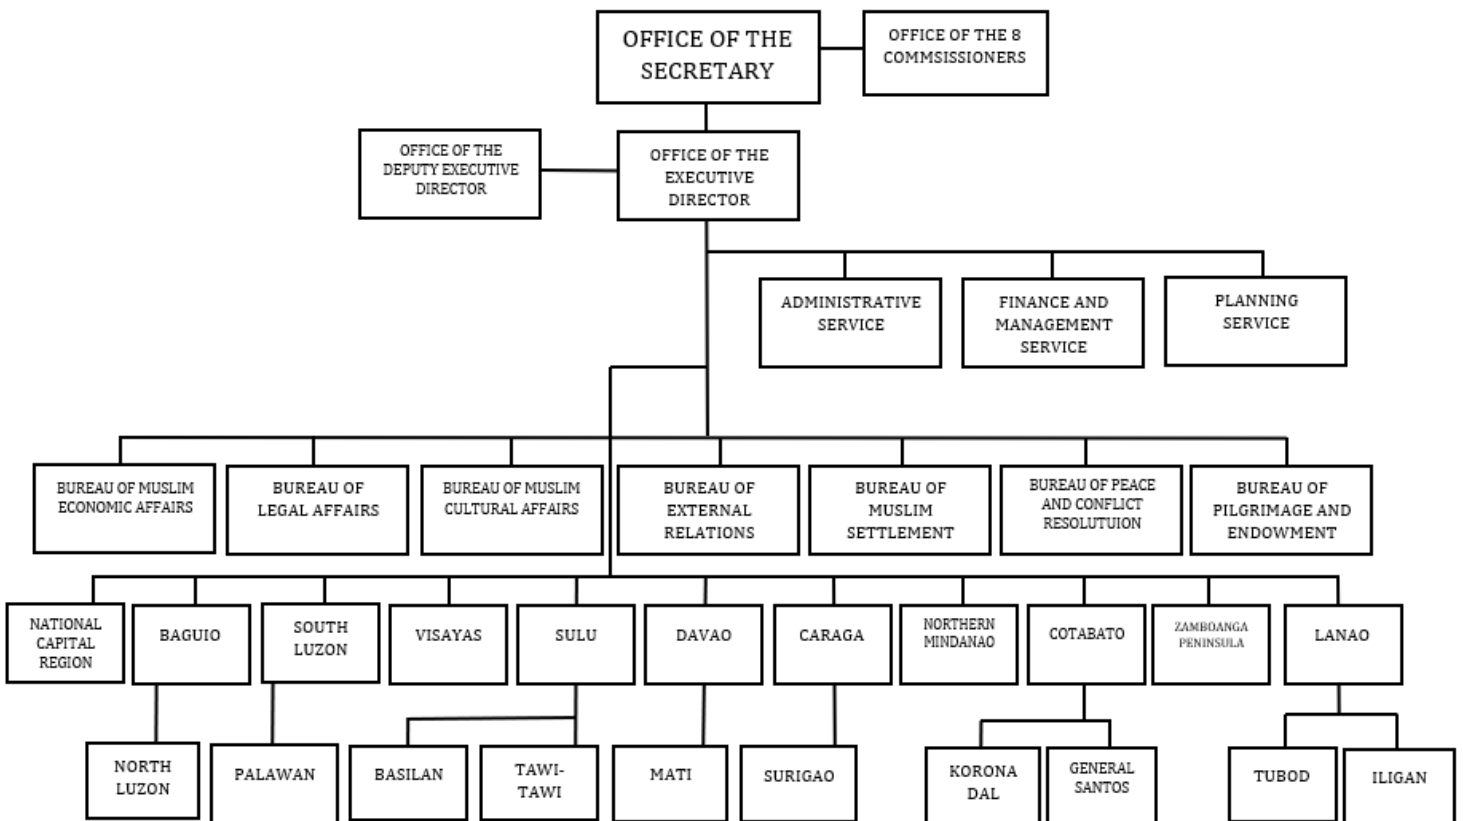 OFFICE OF THE
SECRETARY
OFFICE OF THE 8
COMMSISSIONERS
OFFICE OF THE
DEPUTY EXECUTIVE
DIRECTOR
OFFICE OF THE
EXECUTIVE
DIRECTOR
ADMINISTRATIVE
SERVICE
FINANCE AND
MANAGEMENT
SERVICE
PLANNING
SERVICE
BUREAU OF MUSLIM
ECONOMIC AFFAIRS
BUREAU OF
LEGAL AFFAIRS
BUREAU OF MUSLIM
CULTURAL AFFAIRS
BUREAU OF
EXTERNAL
RELATIONS
BUREAU OF
MUSLIM
SETTLEMENT
BUREAU OF PEACE
AND CONFLICT
RESOLUTUION
BUREAU OF
PILGRIMAGE AND
ENDOWMENT
NATIONAL
CAPITAL
REGION
BAGUIO
SOUTH
LUZON
VISAYAS
SULU
DAVAO
CARAGA
NORTHERN
MINDANAO
COTABATO
ZAMBOANGA
PENINSULA
LANAO
NORTH
LUZON
PALAWAN
BASILAN
TAWI-
TAWI
MATI
SURIGAO
KORONA
DAL
GENERAL
SANTOS
TUBOD
ILIGAN